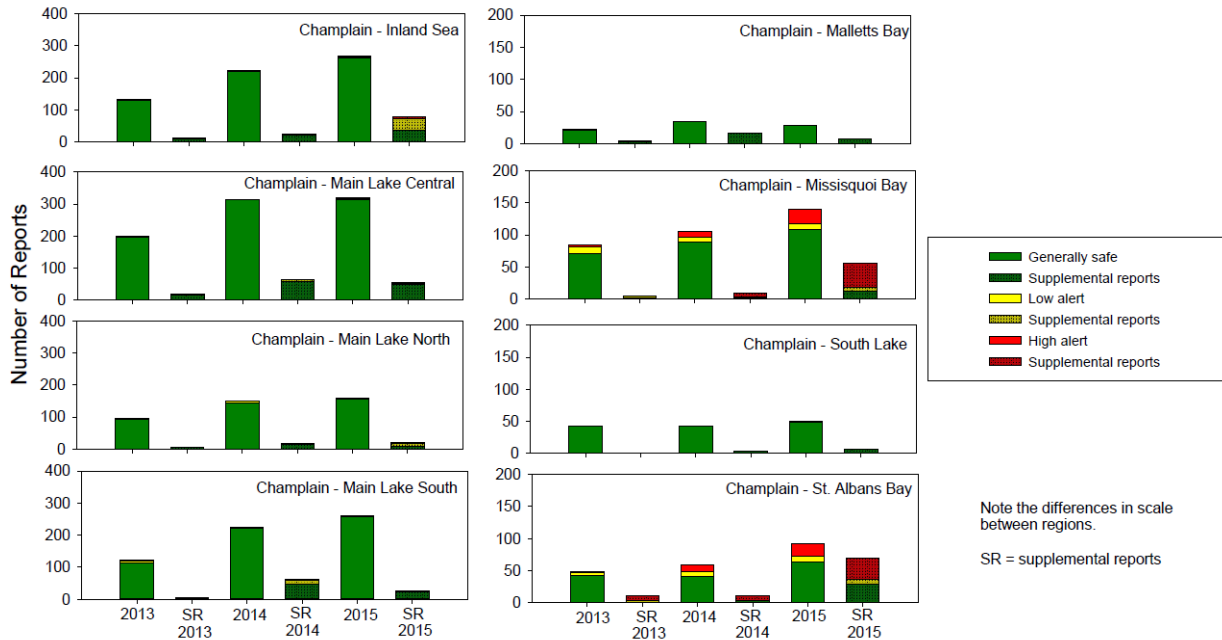 Number of Reports
Champlain - Inland Sea
400
300
200
100
0
Champlain - Malletts Bay
200
150
100
50
0
Champlain - Main Lake Central
400
300
200
100
0
Champlain - Missisquoi Bay
200
150
100
50
0
Champlain - Main Lake North
400
300
200
100
0
Champlain - South Lake
200
150
100
50
0
Champlain - Main Lake South
400
300
200
100
0
2013
SR
2013
2014
SR
2014
2015
SR
2015
Champlain - St. Albans Bay
200
150
100
50
0
2013
SR
2013
2014
SR
2014
2015
SR
2015
Generally safe
Supplemental reports
Low alert
Supplemental reports
High alert
Supplemental reports
Note the differences in scale
between regions.
SR = supplemental reports